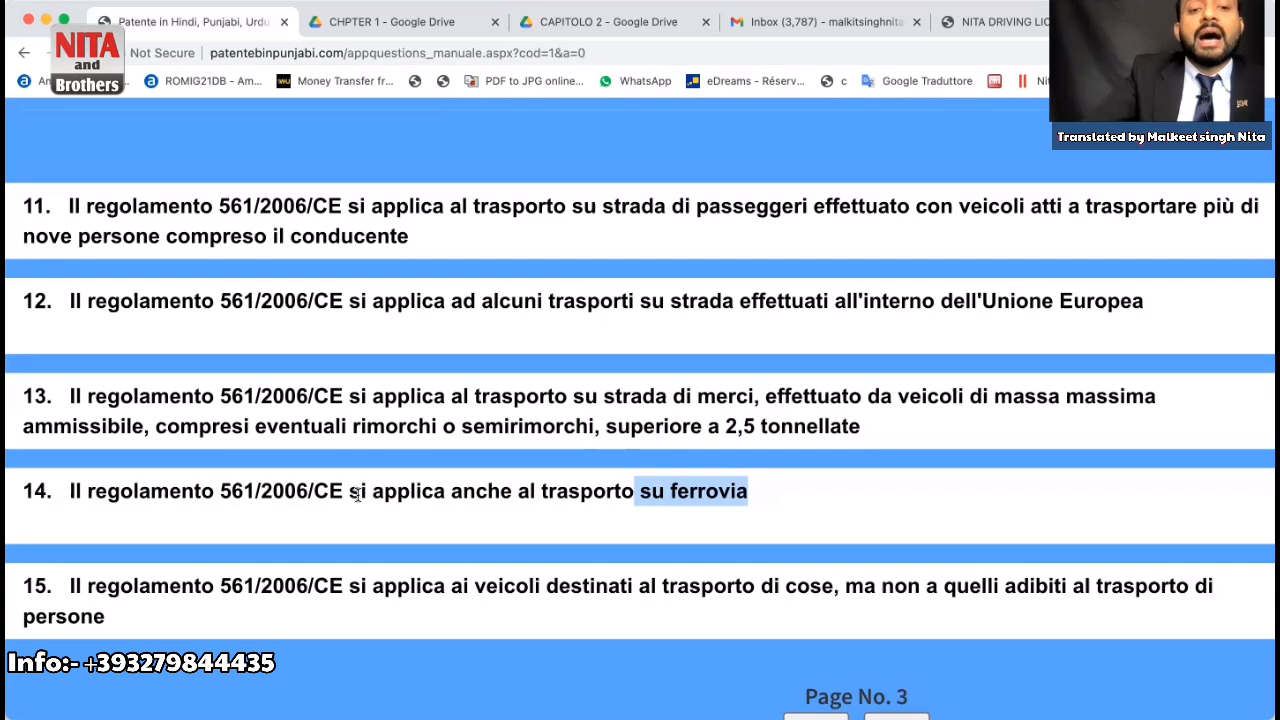 Patente in Hindi, Punjabi, Urdu
CHPTER 1 - Google Drive
CAPITOLO 2 - Google Drive
Inbox (3,787) - malkitsinghnita
NITA DRIVING LIC
NITA
and
Brothers
Not Secure
patentebinpunjabi.com/appquestions_manuale.aspx?cod=1&a=0
ROMIG21DB - Am...
Money Transfer fr...
PDF to JPG online...
WhatsApp
eDreams - Réserv...
c
Google Traduttore
Translated by Malkeet singh Nita
11. Il regolamento 561/2006/CE si applica al trasporto su strada di passeggeri effettuato con veicoli atti a trasportare più di
nove persone compreso il conducente
12. Il regolamento 561/2006/CE si applica ad alcuni trasporti su strada effettuati all'interno dell'Unione Europea
13. Il regolamento 561/2006/CE si applica al trasporto su strada di merci, effettuato da veicoli di massa massima
ammissibile, compresi eventuali rimorchi o semirimorchi, superiore a 2,5 tonnellate
14. Il regolamento 561/2006/CE si applica anche al trasporto su ferrovia
15. Il regolamento 561/2006/CE si applica ai veicoli destinati al trasporto di cose, ma non a quelli adibiti al trasporto di
persone
Info:- +393279844435
Page No. 3